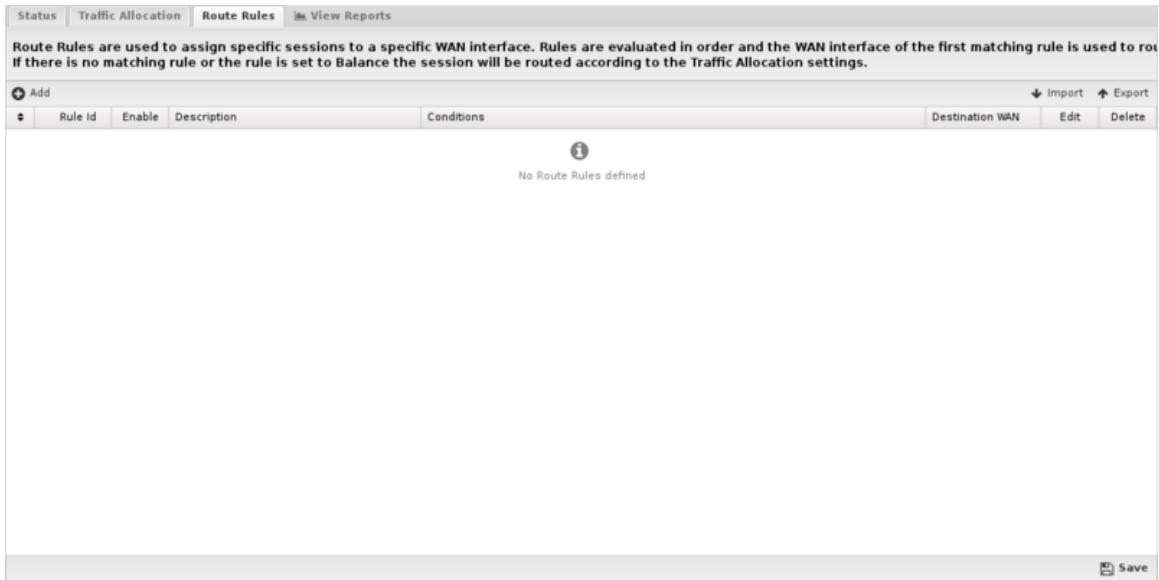 Status Traffic Allocation Route Rules View Reports
Route Rules are used to assign specific sessions to a specific WAN interface. Rules are evaluated in order and the WAN interface of the first matching rule is used to rou
If there is no matching rule or the rule is set to Balance the session will be routed according to the Traffic Allocation settings.
Add Import Export
Rule Id Enable Description Conditions Destination WAN Edit Delete
No Route Rules defined
Save